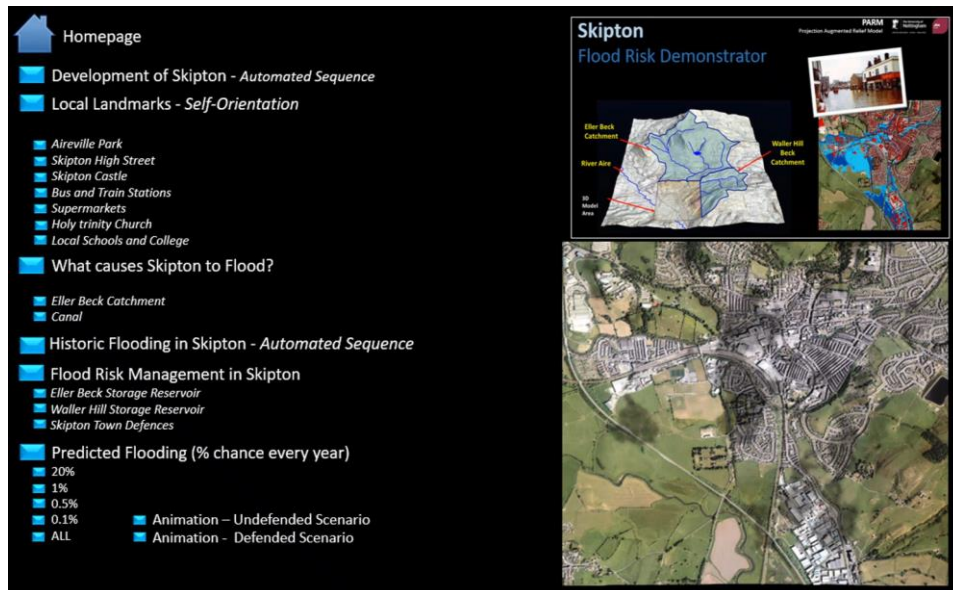 Homepage
Development of Skipton - Automated Sequence
Local Landmarks - Self-Orientation
Aireville Park
Skipton High Street
Skipton Castle
Bus and Train Stations
Supermarkets
Holy trinity Church
Local Schools and College
What causes Skipton to Flood?
Eller Beck Catchment
Canal
Historic Flooding in Skipton - Automated Sequence
Flood Risk Management in Skipton
Eller Beck Storage Reservoir
Waller Hill Storage Reservoir
Skipton Town Defences
Predicted Flooding (% chance every year)
20%
1%
0.5%
0.1%
ALL
Animation – Undefended Scenario
Animation - Defended Scenario
Skipton
Flood Risk Demonstrator
PARM
Projection Augmented Relief Model
Eller Beck
Catchment
River Aire
3D
Model
Area
Waller Hill
Beck
Catchment